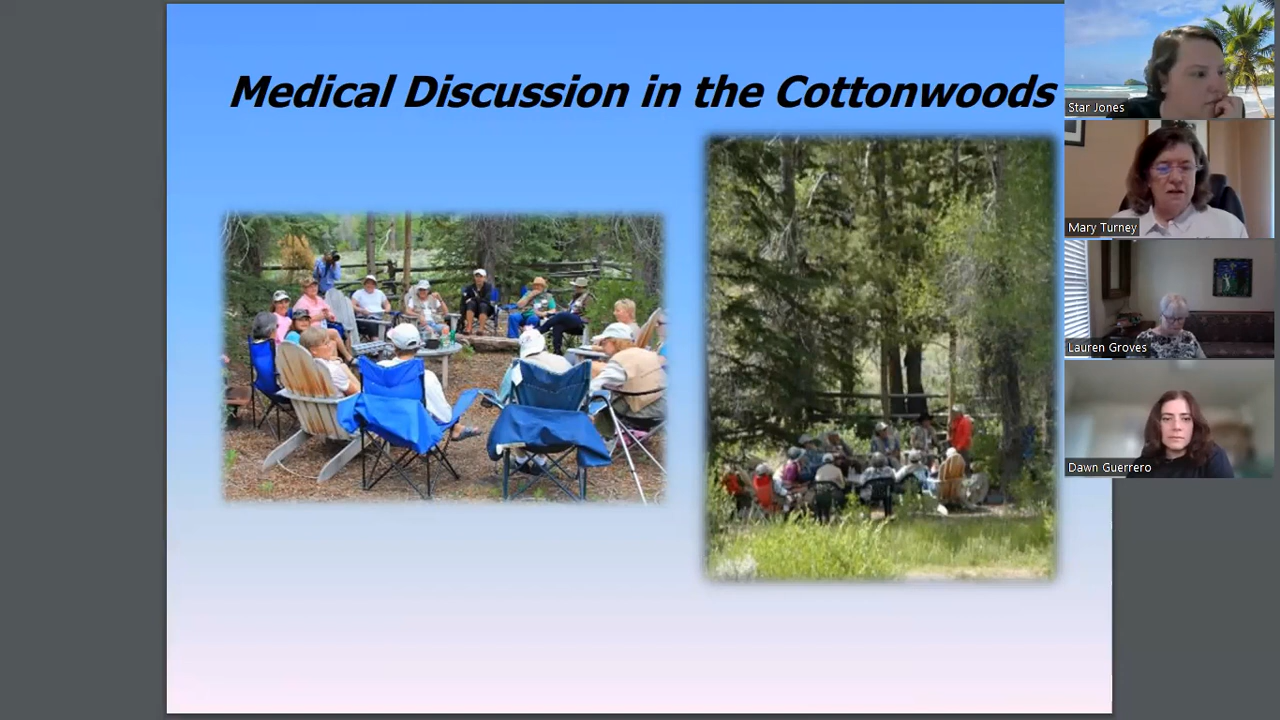 Medical Discussion in the Cottonwoods
Star Jones
Mary Turney
Lauren Groves
Dawn Guerrero